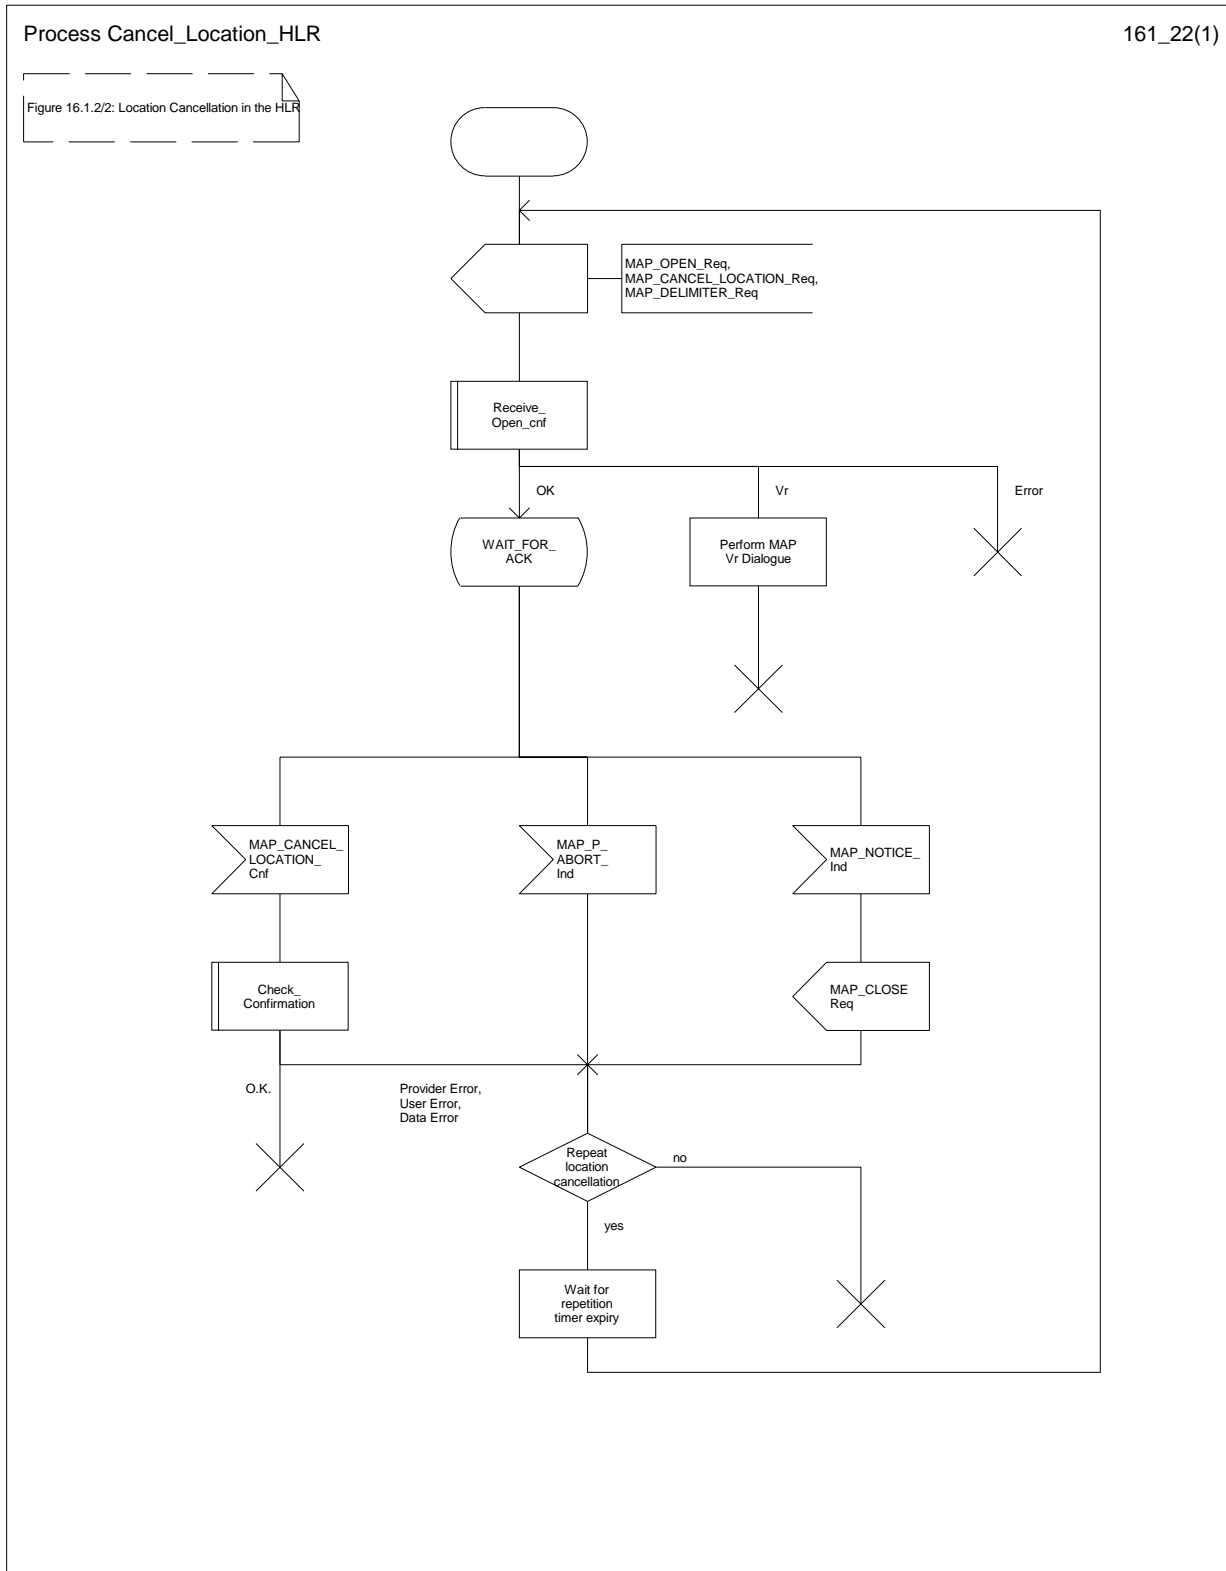 Process Cancel_Location_HLR
161_22(1)
Figure 16.1.2/2: Location Cancellation in the HLR
MAP_OPEN_Req,
MAP_CANCEL_LOCATION_Req,
MAP_DELIMITER_Req
Receive_
Open_cnf
OK
Vr
Error
WAIT_FOR_
ACK
Perform MAP
Vr Dialogue
MAP_CANCEL_
LOCATION_
Cnf
MAP_P_
ABORT_
Ind
MAP_NOTICE_
Ind
Check_
Confirmation
MAP_CLOSE
Req
O.K.
Provider Error,
User Error,
Data Error
Repeat
location
cancellation
no
yes
Wait for
repetition
timer expiry